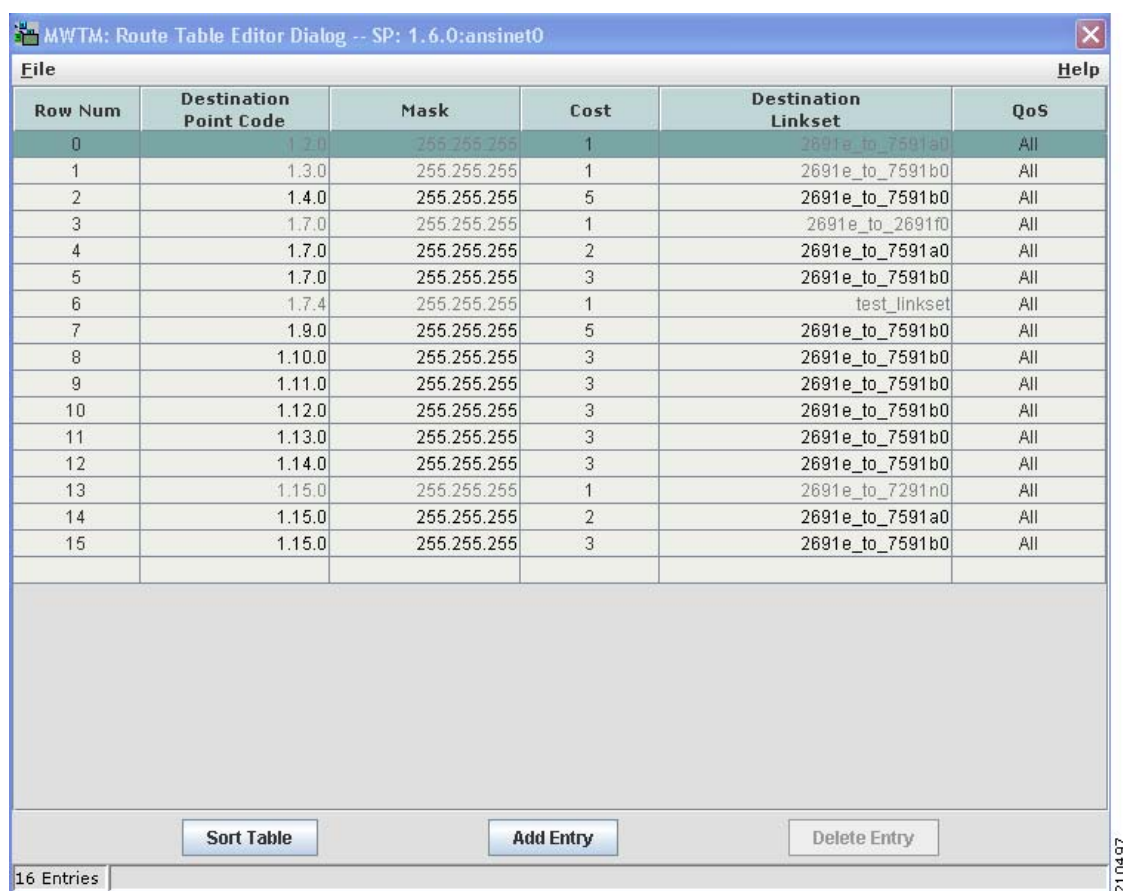 MWTM: Route Table Editor Dialog -- SP: 1.6.0:ansinet0
File Help
Row Num Destination Point Code Mask Cost Destination Linkset QoS
0 1.2.0 255.255.255 1 2691e_to_7591a0 All
1 1.3.0 255.255.255 1 2691e_to_7591b0 All
2 1.4.0 255.255.255 5 2691e_to_7591b0 All
3 1.7.0 255.255.255 1 2691e_to_2691f0 All
4 1.7.0 255.255.255 2 2691e_to_7591a0 All
5 1.7.0 255.255.255 3 2691e_to_7591b0 All
6 1.7.4 255.255.255 1 test_linkset All
7 1.9.0 255.255.255 5 2691e_to_7591b0 All
8 1.10.0 255.255.255 3 2691e_to_7591b0 All
9 1.11.0 255.255.255 3 2691e_to_7591b0 All
10 1.12.0 255.255.255 3 2691e_to_7591b0 All
11 1.13.0 255.255.255 3 2691e_to_7591b0 All
12 1.14.0 255.255.255 3 2691e_to_7591b0 All
13 1.15.0 255.255.255 1 2691e_to_7291n0 All
14 1.15.0 255.255.255 2 2691e_to_7591a0 All
15 1.15.0 255.255.255 3 2691e_to_7591b0 All
Sort Table Add Entry Delete Entry
16 Entries
210497